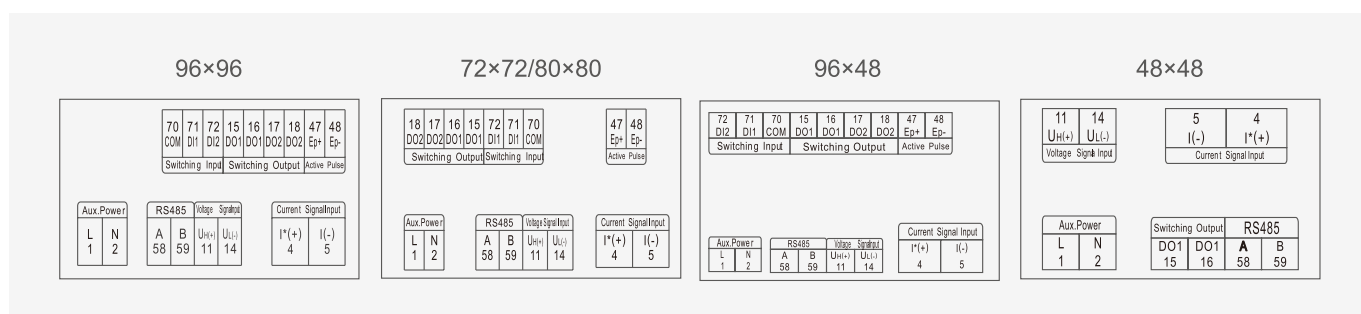 96×96
72×72/80×80
96×48
48×48
70 71 72 15 16 17 18 47 48
COM DI1 DI2 DO1 DO1 DO2 DO2 Ep+ Ep-
Switching Input Switching Output Active Pulse
Aux.Power
L N
1 2
RS485 Voltage SignalInput
A B UH(+) UL(-)
58 59 11 14
Current SignalInput
I*(+) I(-)
4 5
18 17 16 15 72 71 70
DO2 DO2 DO1 DO1 DI2 DI1 COM
Switching Output Switching Input
47 48
Ep+ Ep-
Active Pulse
Aux.Power
L N
1 2
RS485 Voltage SignalInput
A B UH(+) UL(-)
58 59 11 14
Current SignalInput
I*(+) I(-)
4 5
72 71 70 15 16 17 18 47 48
DI2 DI1 COM DO1 DO1 DO2 DO2 Ep+ Ep-
Switching Input Switching Output Active Pulse
Aux.Power
L N
1 2
RS485 Voltage SignalInput
A B UH(+) UL(-)
58 59 11 14
Current Signal Input
I*(+) I(-)
4 5
11 14
UH(+) UL(-)
Voltage Signal Input
5 4
I(-) I*(+)
Current Signal Input
Aux.Power
L N
1 2
Switching Output RS485
DO1 DO1 A B
15 16 58 59